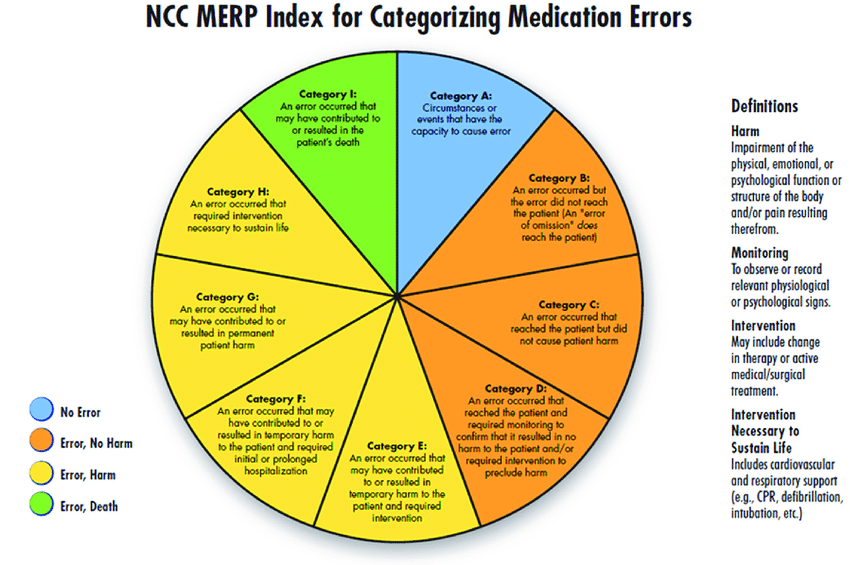 NCC MERP Index for Categorizing Medication Errors
Category I:
An error occurred that
may have contributed to
or resulted in the
patient's death
Category A:
Circumstances or
events that have the
capacity to cause error
Category B:
An error occurred but
the error did not reach
the patient (An "error
of omission" does
reach the patient)
Category C:
An error occurred that
reached the patient but did
not cause patient harm
Category D:
An error occurred that
reached the patient and
required monitoring to
confirm that it resulted in no
harm to the patient and/or
required intervention to
preclude harm
Category E:
An error occurred that
may have contributed
to or resulted in
temporary harm to the
patient and required
intervention
Category F:
An error occurred that may
have contributed to or
resulted in temporary harm
to the patient and required
initial or prolonged
hospitalization
Category G:
An error occurred that
may have contributed to or
resulted in permanent
patient harm
Category H:
An error occurred that
required intervention
necessary to sustain life
No Error
Error, No Harm
Error, Harm
Error, Death
Definitions
Harm
Impairment of the
physical, emotional, or
psychological function or
structure of the body
and/or pain resulting
therefrom.
Monitoring
To observe or record
relevant physiological
or psychological signs.
Intervention
May include change
in therapy or active
medical/surgical
treatment.
Intervention
Necessary to
Sustain Life
Includes cardiovascular
and respiratory support
(e.g., CPR, defibrillation,
intubation, etc.)